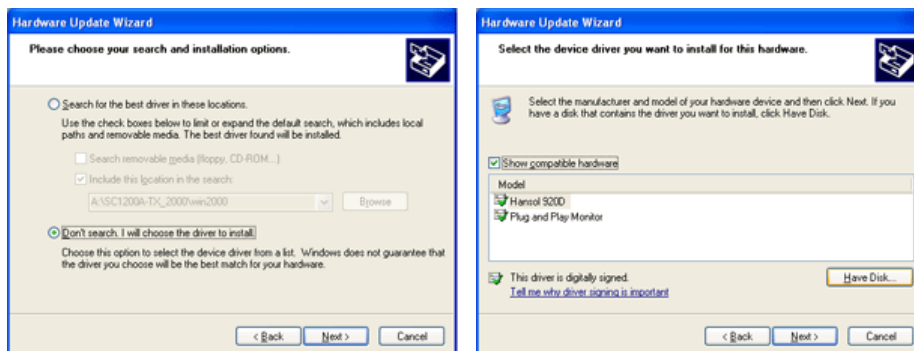 Hardware Update Wizard
Please choose your search and installation options.
Search for the best driver in these locations.
Use the check boxes below to limit or expand the default search, which includes local
paths and removable media. The best driver found will be installed.
Search removable media (floppy, CD-ROM...)
Include this location in the search:
A:\SC1200A-TX_2000\win2000
Browse
Don't search. I will choose the driver to install.
Choose this option to select the device driver from a list. Windows does not guarantee that
the driver you choose will be the best match for your hardware.
< Back
Next >
Cancel
Hardware Update Wizard
Select the device driver you want to install for this hardware.
Select the manufacturer and model of your hardware device and then click Next. If you
have a disk that contains the driver you want to install, click Have Disk.
Show compatible hardware
Model
Hansol 920D
Plug and Play Monitor
This driver is digitally signed.
Tell me why driver signing is important
Have Disk...
< Back
Next >
Cancel